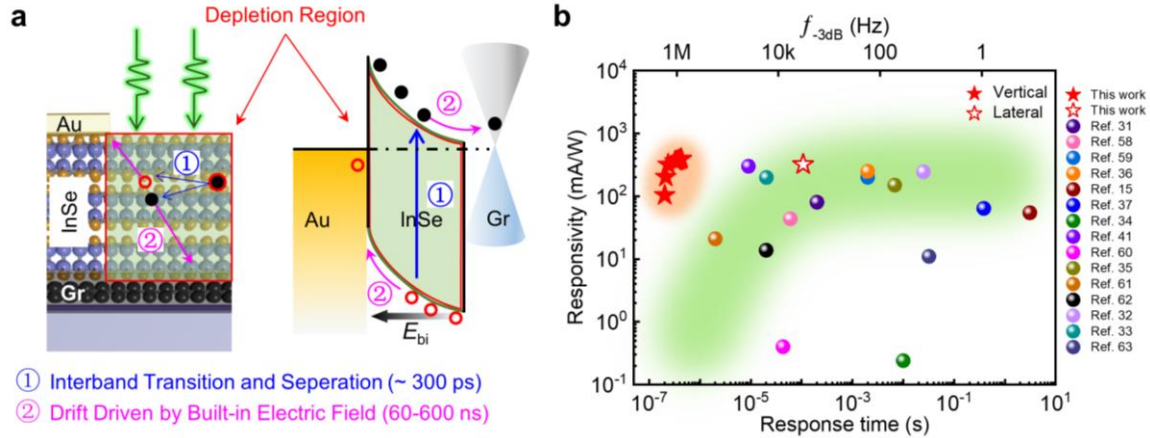 a
Depletion Region
Au
InSe
Gr
①
②
Au
InSe
Gr
①
②
②
E_bi
① Interband Transition and Seperation (~ 300 ps)
② Drift Driven by Built-in Electric Field (60-600 ns)
b
f-3dB (Hz)
1M 10k 100 1
Responsivity (mA/W)
10^4
10^3
10^2
10^1
10^0
10^-1
10^-7 10^-5 10^-3 10^-1 10^1
Response time (s)
Vertical
Lateral
This work
This work
Ref. 31
Ref. 58
Ref. 59
Ref. 36
Ref. 15
Ref. 37
Ref. 34
Ref. 41
Ref. 60
Ref. 35
Ref. 61
Ref. 62
Ref. 32
Ref. 33
Ref. 63